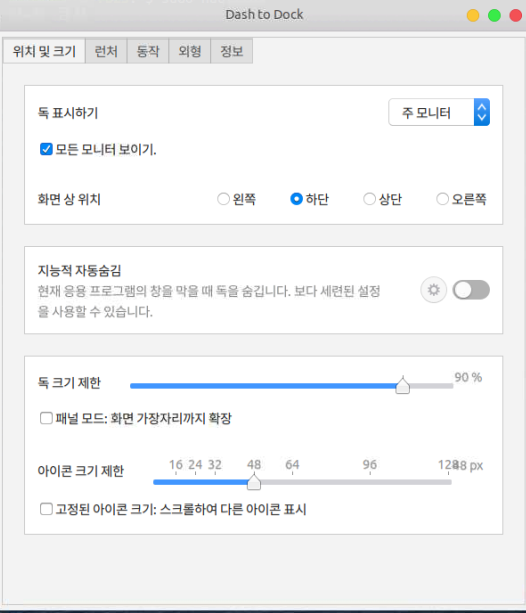 Dash to Dock
위치 및 크기 런처 동작 외형 정보
독 표시하기 주 모니터
모든 모니터 보이기.
화면 상 위치 왼쪽 하단 상단 오른쪽
지능적 자동숨김
현재 응용 프로그램의 창을 막을 때 독을 숨깁니다. 보다 세련된 설정
을 사용할 수 있습니다.
독 크기 제한 90 %
패널 모드: 화면 가장자리까지 확장
아이콘 크기 제한 16 24 32 48 64 96 128 48 px
고정된 아이콘 크기: 스크롤하여 다른 아이콘 표시